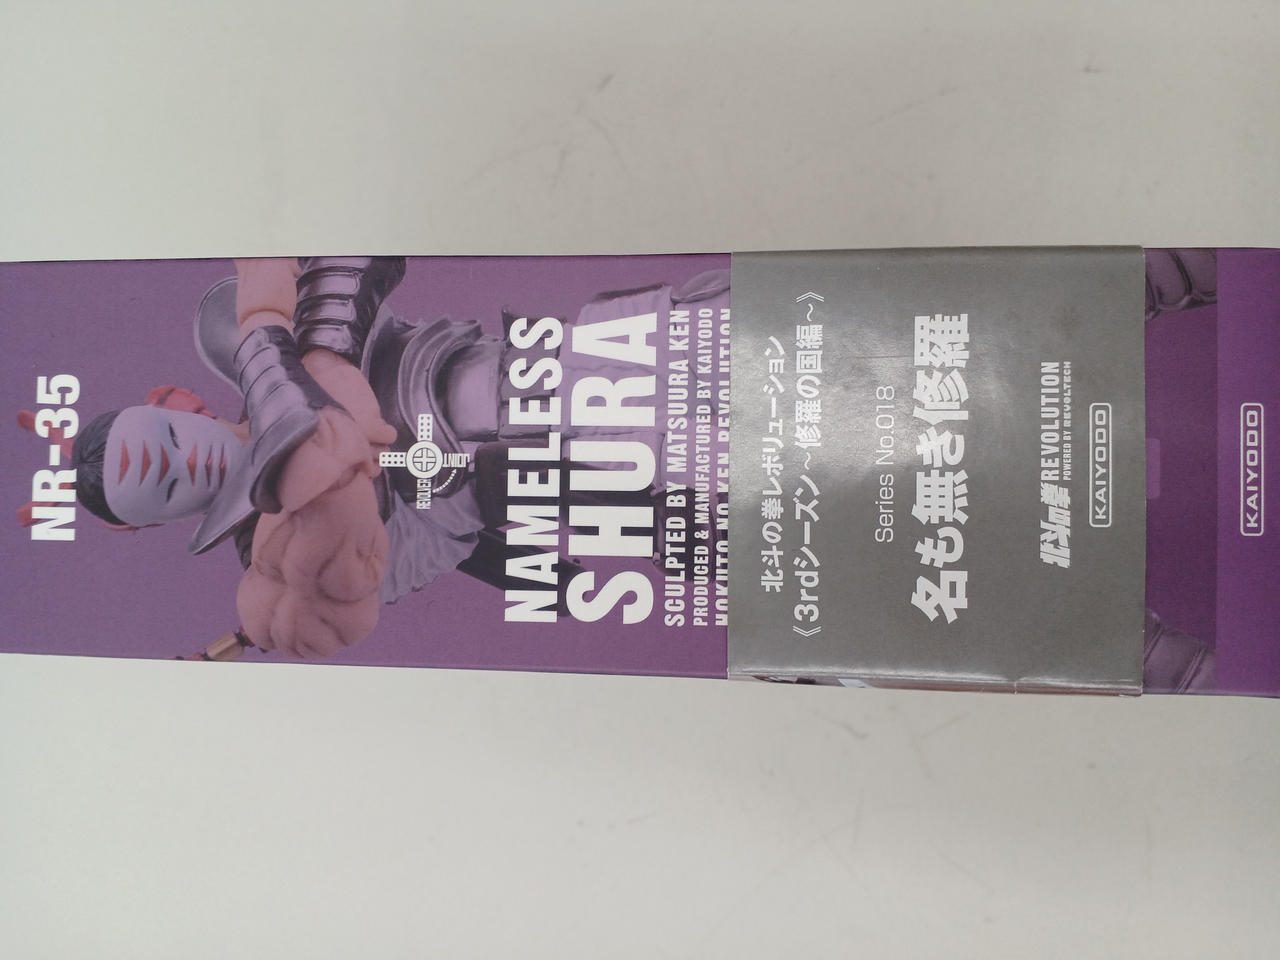 NR-35
REVOLVER
JOINT
NAMELESS
SHURA
SCULPTED BY MATSUURA KEN
PRODUCED & MANUFACTURED BY KAIYODO
HOKUTO NO KEN REVOLUTION
北斗の拳レボリューション
《3rdシーズン～修羅の国編～》
Series No.018
名も無き修羅
北斗の拳 REVOLUTION
POWERED BY REVOLTECH
KAIYODO
KAIYODO